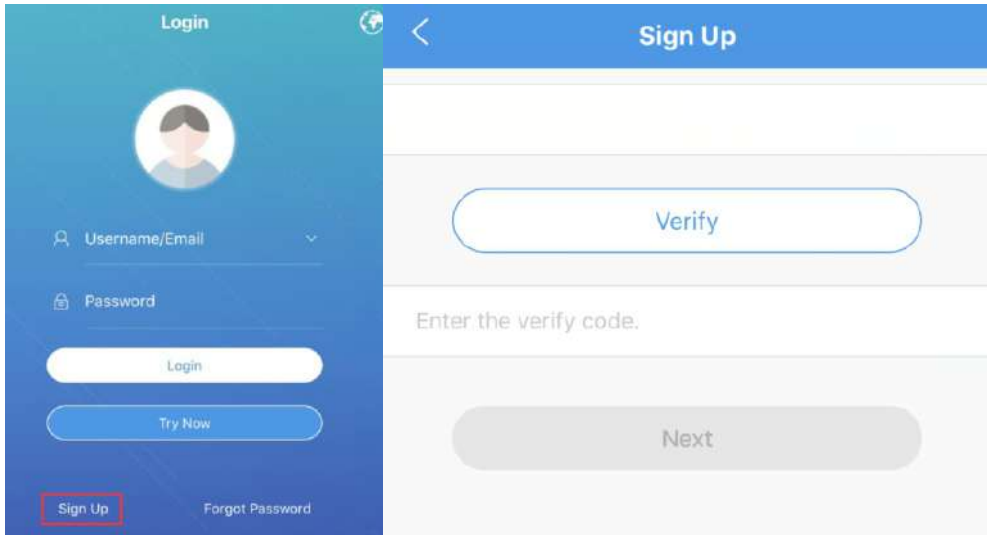 Login
Username/Email
Password
Login
Try Now
Sign Up
Forgot Password
Sign Up
Verify
Enter the verify code.
Next